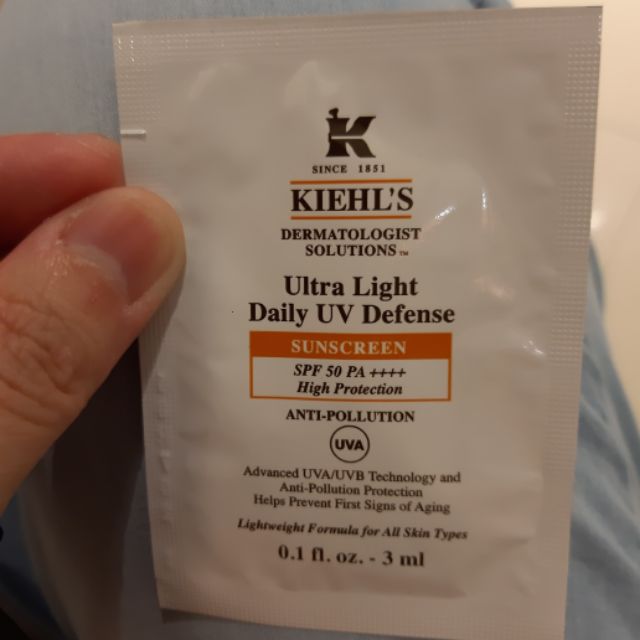 K
SINCE 1851
KIEHL'S
DERMATOLOGIST
SOLUTIONS™
Ultra Light
Daily UV Defense
SUNSCREEN
SPF 50 PA ++++
High Protection
ANTI-POLLUTION
UVA
Advanced UVA/UVB Technology and
Anti-Pollution Protection
Helps Prevent First Signs of Aging
Lightweight Formula for All Skin Types
0.1 fl. oz. - 3 ml